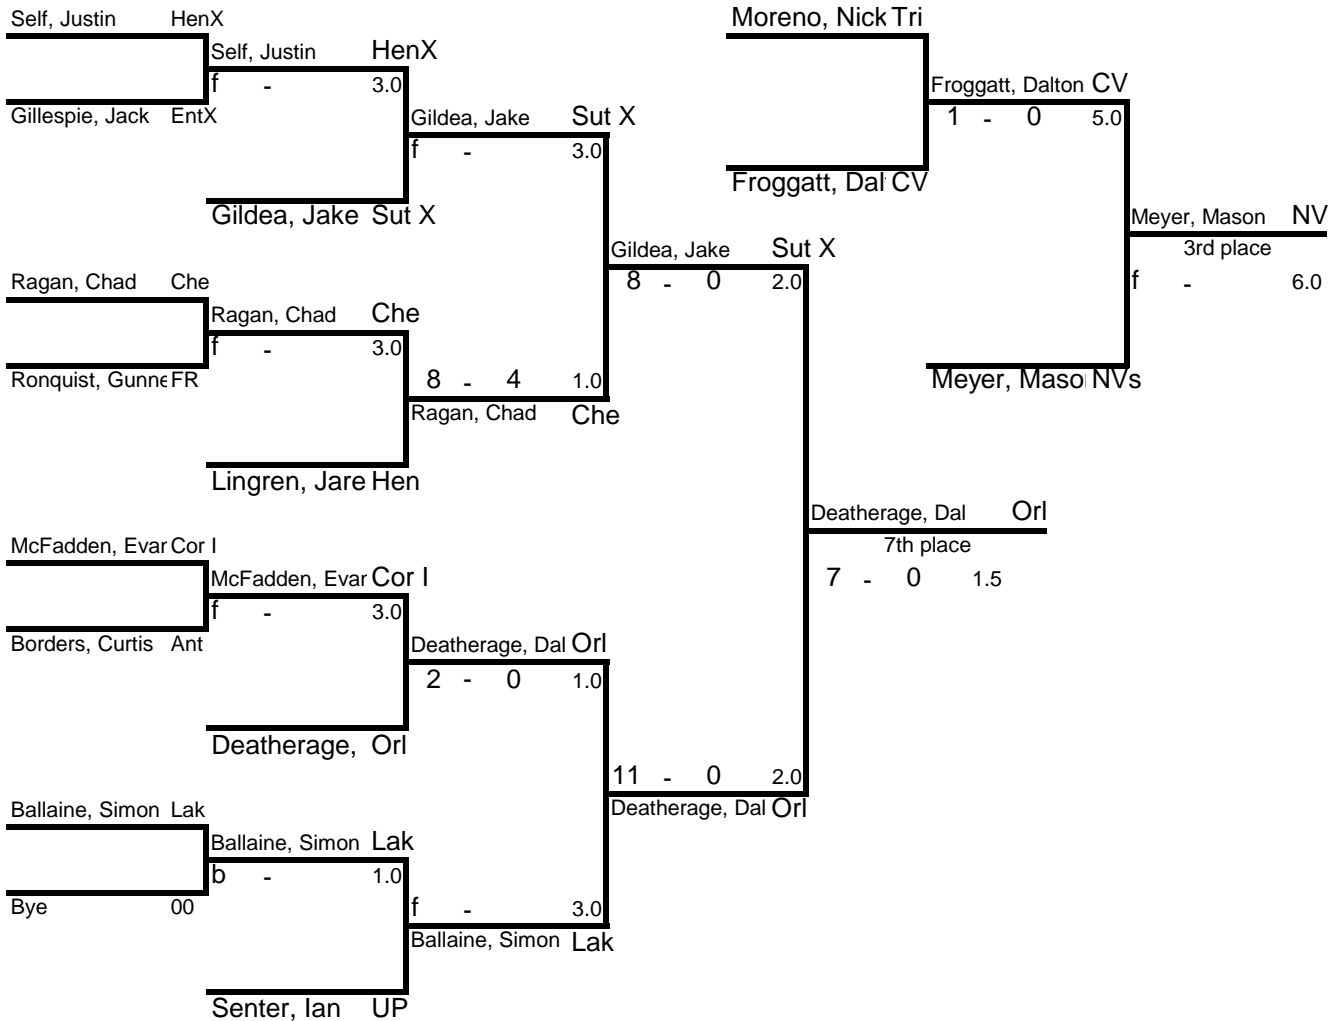 Self, Justin HenX
Self, Justin HenX
f - 3.0
Gillespie, Jack EntX
Gildea, Jake Sut X
f - 3.0
Gildea, Jake Sut X
Gildea, Jake Sut X
8 - 0 2.0
Ragan, Chad Che
Ragan, Chad Che
f - 3.0
Ronquist, Gunne FR
8 - 4 1.0
Ragan, Chad Che
Lingren, Jare Hen
Deatherage, Dal Orl
7th place
7 - 0 1.5
McFadden, Evar Cor I
McFadden, Evar Cor I
f - 3.0
Borders, Curtis Ant
Deatherage, Dal Orl
2 - 0 1.0
Deatherage, Orl
11 - 0 2.0
Deatherage, Dal Orl
Ballaine, Simon Lak
Ballaine, Simon Lak
b - 1.0
Bye 00
f - 3.0
Ballaine, Simon Lak
Senter, Ian UP
Moreno, Nick Tri
Froggatt, Dalton CV
1 - 0 5.0
Froggatt, Dal CV
Meyer, Mason NV
3rd place
f - 6.0
Meyer, Maso NVs